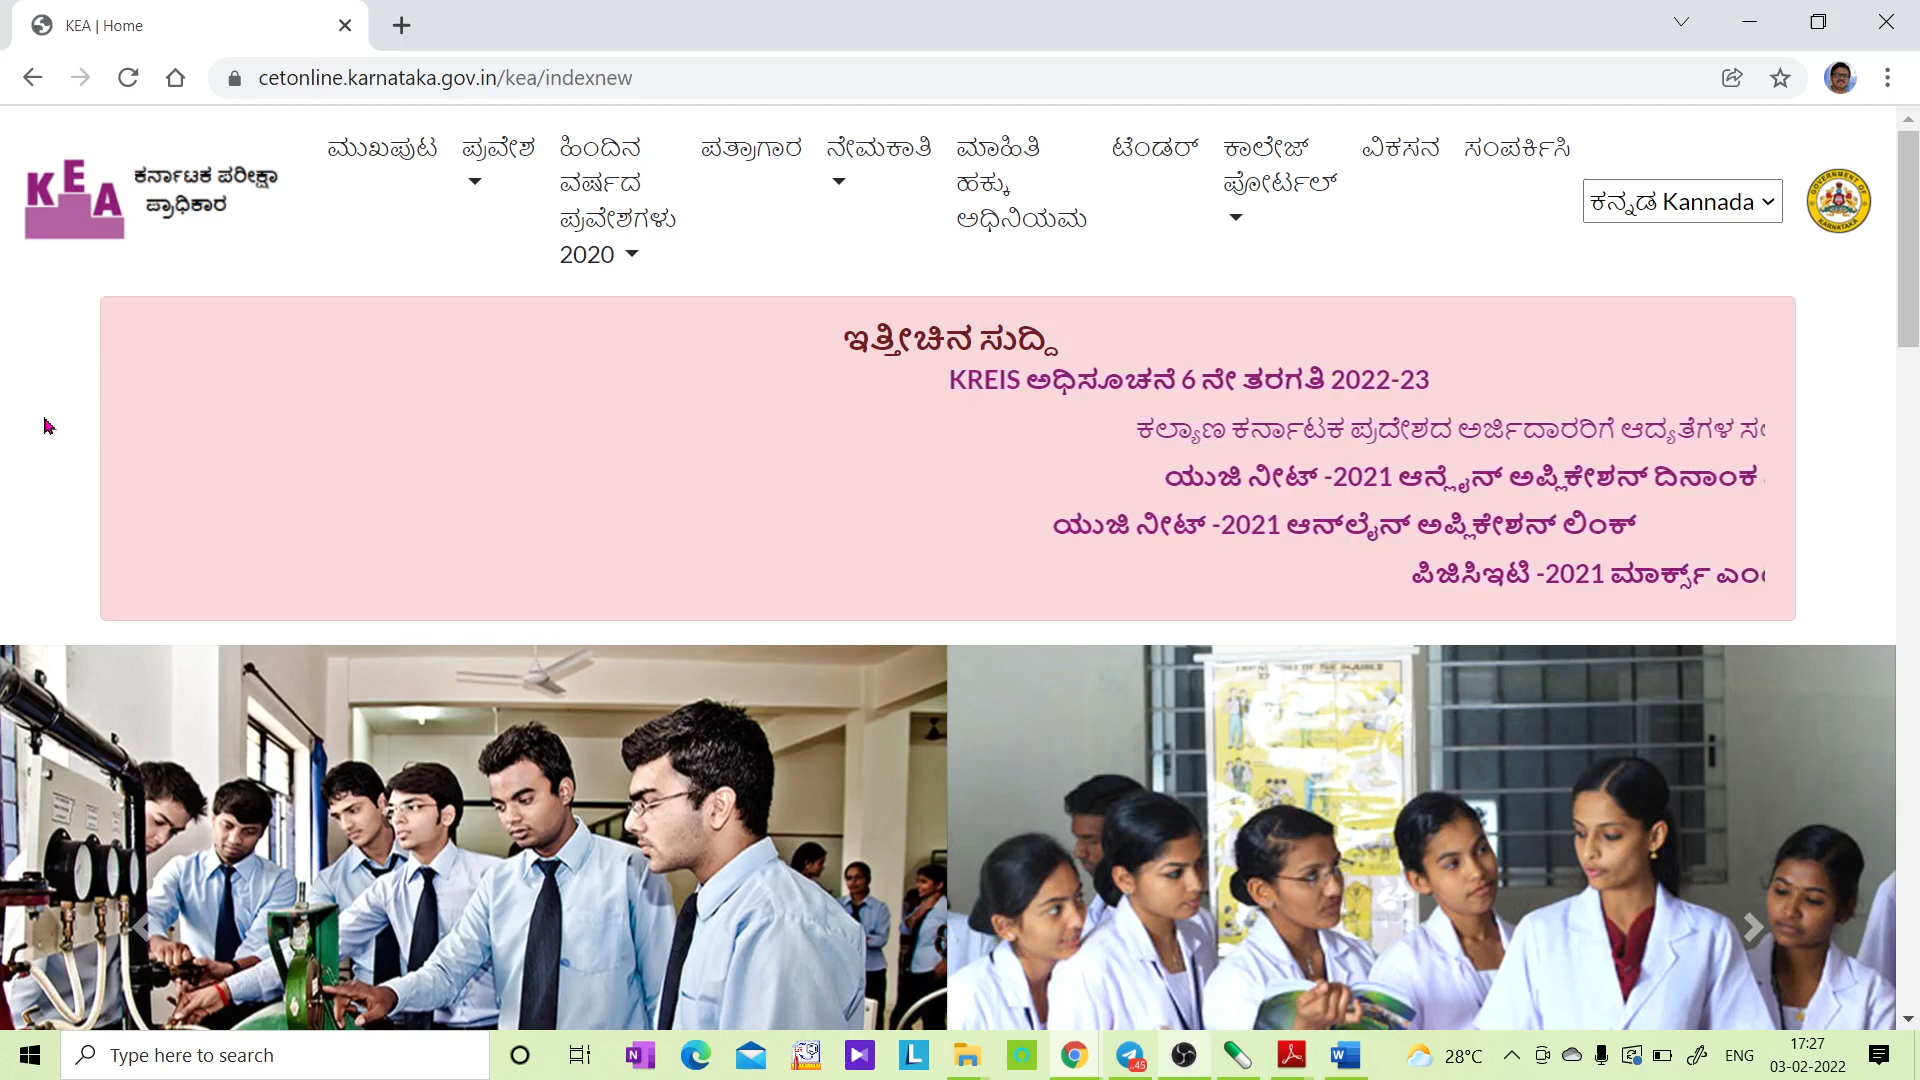 KEA | Home
cetonline.karnataka.gov.in/kea/indexnew
KEA
ಕರ್ನಾಟಕ ಪರೀಕ್ಷಾ
ಪ್ರಾಧಿಕಾರ
ಮುಖಪುಟ
ಪ್ರವೇಶ
ಹಿಂದಿನ
ವರ್ಷದ
ಪ್ರವೇಶಗಳು
2020
ಪತ್ರಾಗಾರ
ನೇಮಕಾತಿ
ಮಾಹಿತಿ
ಹಕ್ಕು
ಅಧಿನಿಯಮ
ಟೆಂಡರ್
ಕಾಲೇಜ್
ಪೋರ್ಟಲ್
ವಿಕಸನ
ಸಂಪರ್ಕಿಸಿ
ಕನ್ನಡ Kannada
ಇತ್ತೀಚಿನ ಸುದ್ದಿ
KREIS ಅಧಿಸೂಚನೆ 6 ನೇ ತರಗತಿ 2022-23
ಕಲ್ಯಾಣ ಕರ್ನಾಟಕ ಪ್ರದೇಶದ ಅರ್ಜಿದಾರರಿಗೆ ಆದ್ಯತೆಗಳ
ಯುಜಿ ನೀಟ್ -2021 ಆನ್ಲೈನ್ ಅಪ್ಲಿಕೇಶನ್ ದಿನಾಂಕ
ಯುಜಿ ನೀಟ್ -2021 ಆನ್‌ಲೈನ್ ಅಪ್ಲಿಕೇಶನ್ ಲಿಂಕ್
ಪಿಜಿಸಿಇಟಿ -2021 ಮಾರ್ಕ್ಸ್
Type here to search
45
28°C
ENG
17:27
03-02-2022